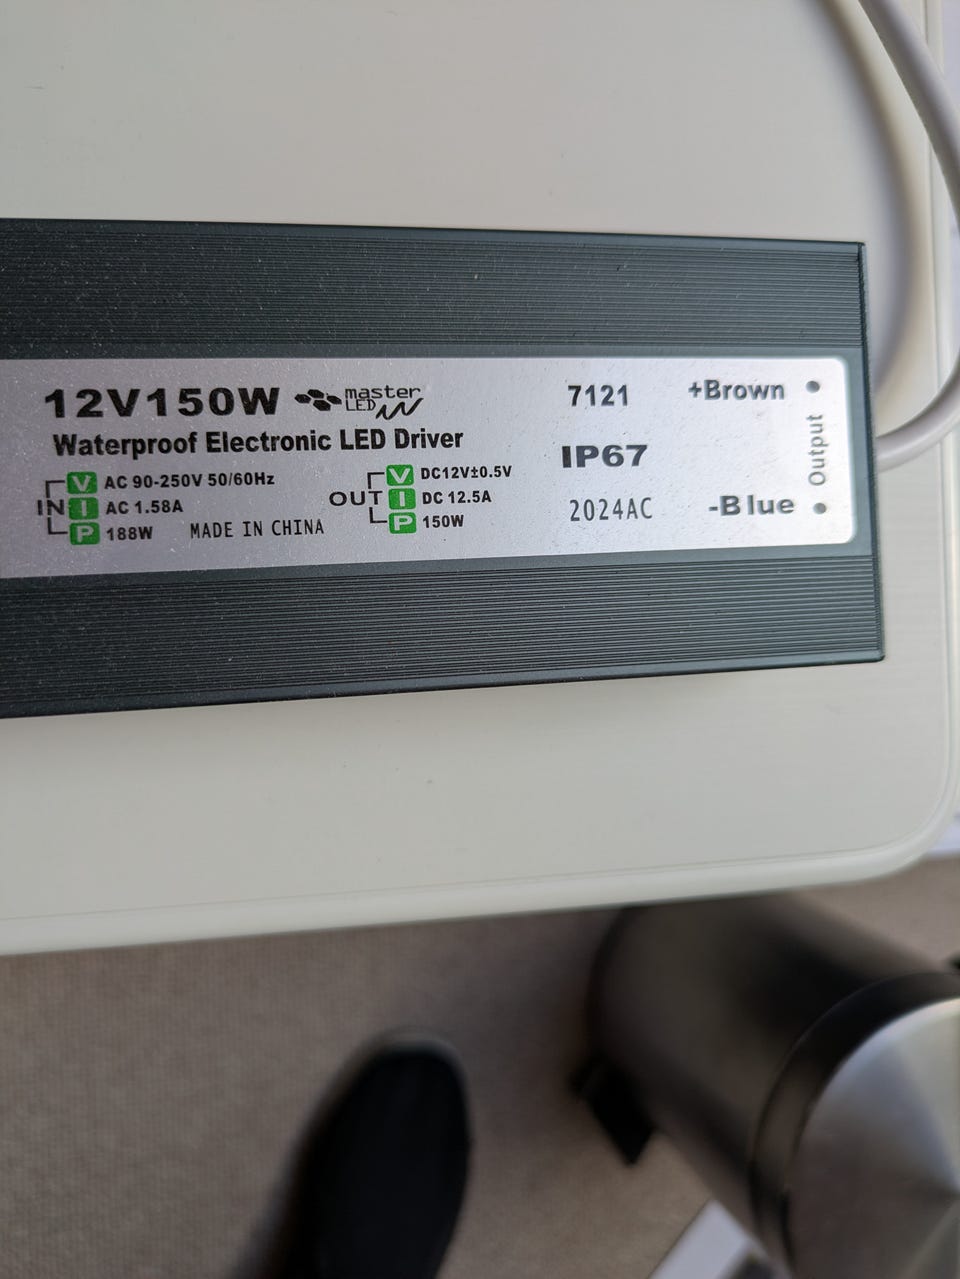 12V150W master LED
Waterproof Electronic LED Driver
IN V AC 90-250V 50/60Hz
I AC 1.58A
P 188W MADE IN CHINA
OUT V DC12V±0.5V
I DC 12.5A
P 150W
7121
IP67
2024AC
+Brown
Output
-Blue